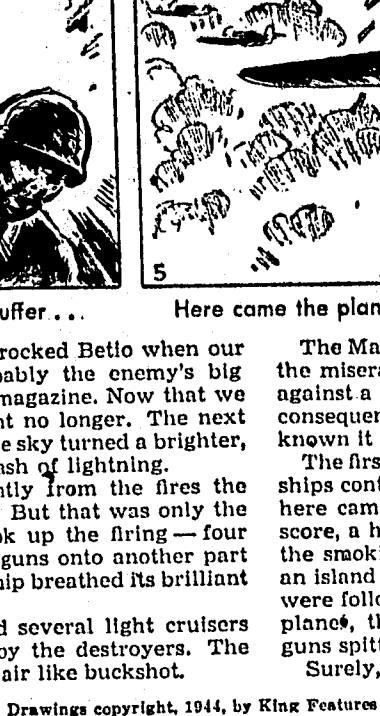 5
uffer...
Here came the plan
rocked Betio when our
bably the enemy's big
magazine. Now that we
nt no longer. The next
e sky turned a brighter,
ash of lightning.
ntly from the fires the
But that was only the
ok up the firing — four
guns onto another part
hip breathed its brilliant
d several light cruisers
by the destroyers. The
air like buckshot.
The Ma
the misera
against a
consequen
known it
The firs
ships cont
here cam
score, a h
the smoki
an island
were follo
planes, th
guns spitt
Surely,
Drawings copyright, 1944, by King Features